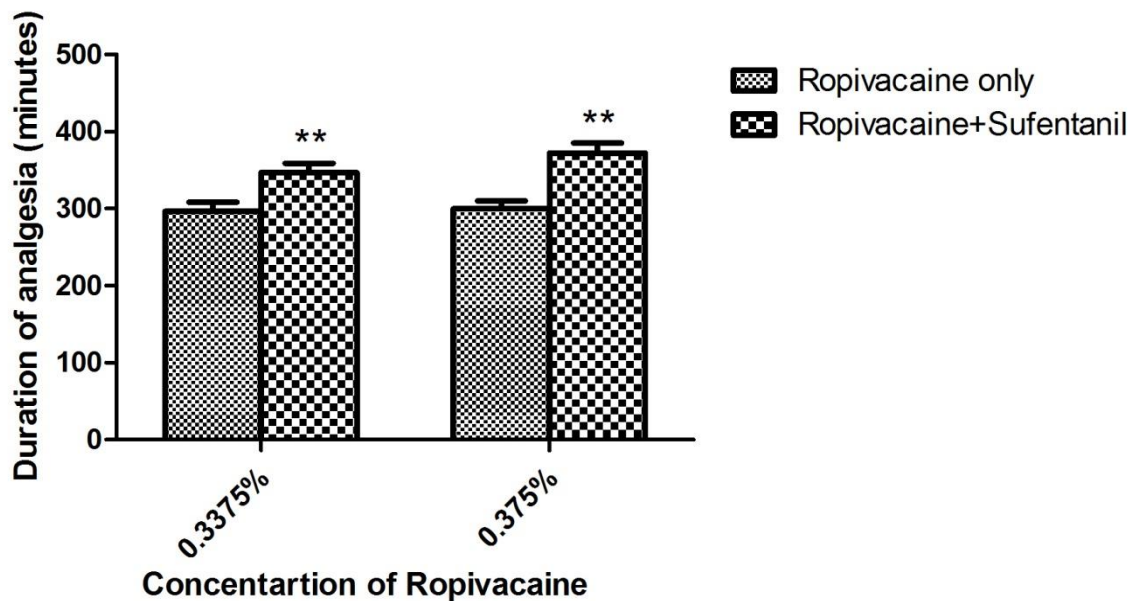 Duration of analgesia (minutes)
500
400
300
200
100
0
**
**
0.3375%
0.375%
Concentartion of Ropivacaine
Ropivacaine only
Ropivacaine+Sufentanil